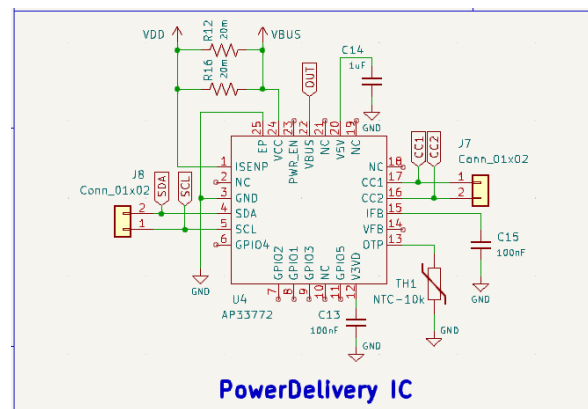 VDD
R12
20m
VBUS
R16
20m
OUT
C14
1uF
GND
25
24
23
22
21
20
19
EP
VCC
PWR_EN
VBUS
NC
V5V
NC
J8
Conn_01x02
SDA
SCL
2
1
1 ISENP
2 NC
3 GND
4 SDA
5 SCL
6 GPIO4
NC 18
CC1 17
CC2 16
IFB 15
VFB 14
OTP 13
CC1
CC2
J7
Conn_01x02
1
2
GPIO2
GPIO1
GPIO3
NC
GPIO5
V3VD
7
8
9
10
11
12
GND
U4
AP33772
C13
100nF
GND
TH1
NTC-10k
GND
C15
100nF
GND
PowerDelivery IC